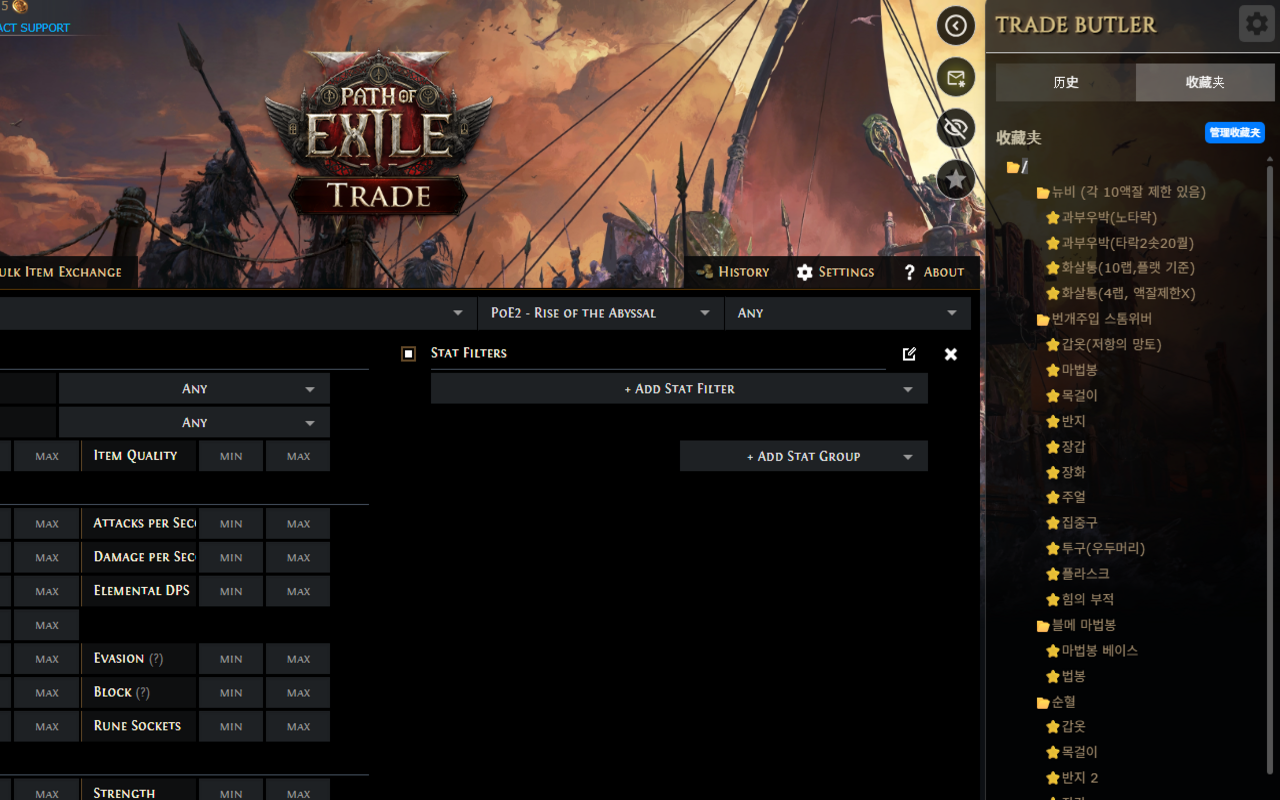 5
ACT SUPPORT
PATH OF
EXILE
TRADE
ULK ITEM EXCHANGE
HISTORY
SETTINGS
? ABOUT
POE2 - RISE OF THE ABYSSAL
ANY
STAT FILTERS
ANY
+ ADD STAT FILTER
ANY
MAX
ITEM QUALITY
MIN
MAX
+ ADD STAT GROUP
MAX
ATTACKS PER SEC
MIN
MAX
MAX
DAMAGE PER SEC
MIN
MAX
MAX
ELEMENTAL DPS
MIN
MAX
MAX
MAX
EVASION (?)
MIN
MAX
MAX
BLOCK (?)
MIN
MAX
MAX
RUNE SOCKETS
MIN
MAX
MAX
STRENGTH
MIN
MAX
TRADE BUTLER
历史
收藏夹
收藏夹
管理收藏夹
뉴비 (각 10액잘 제한 있음)
과부우박(노타락)
과부우박(타락2솟20퀄)
화살통(10랩,플랫 기준)
화살통(4랩, 액잘제한X)
번개주입 스톰위버
갑옷(저항의 망토)
마법봉
목걸이
반지
장갑
장화
주얼
집중구
투구(우두머리)
플라스크
힘의 부적
블메 마법봉
마법봉 베이스
법봉
순혈
갑옷
목걸이
반지 2